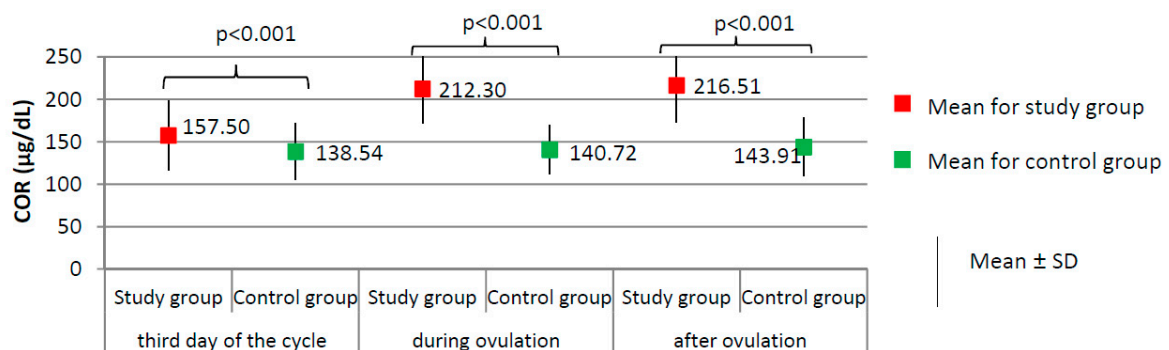 p<0.001 p<0.001 p<0.001
250
200
150
100
50
0
COR (µg/dL)
157.50
138.54
212.30
140.72
216.51
143.91
Study group Control group Study group Control group Study group Control group
third day of the cycle during ovulation after ovulation
Mean for study group
Mean for control group
Mean ± SD